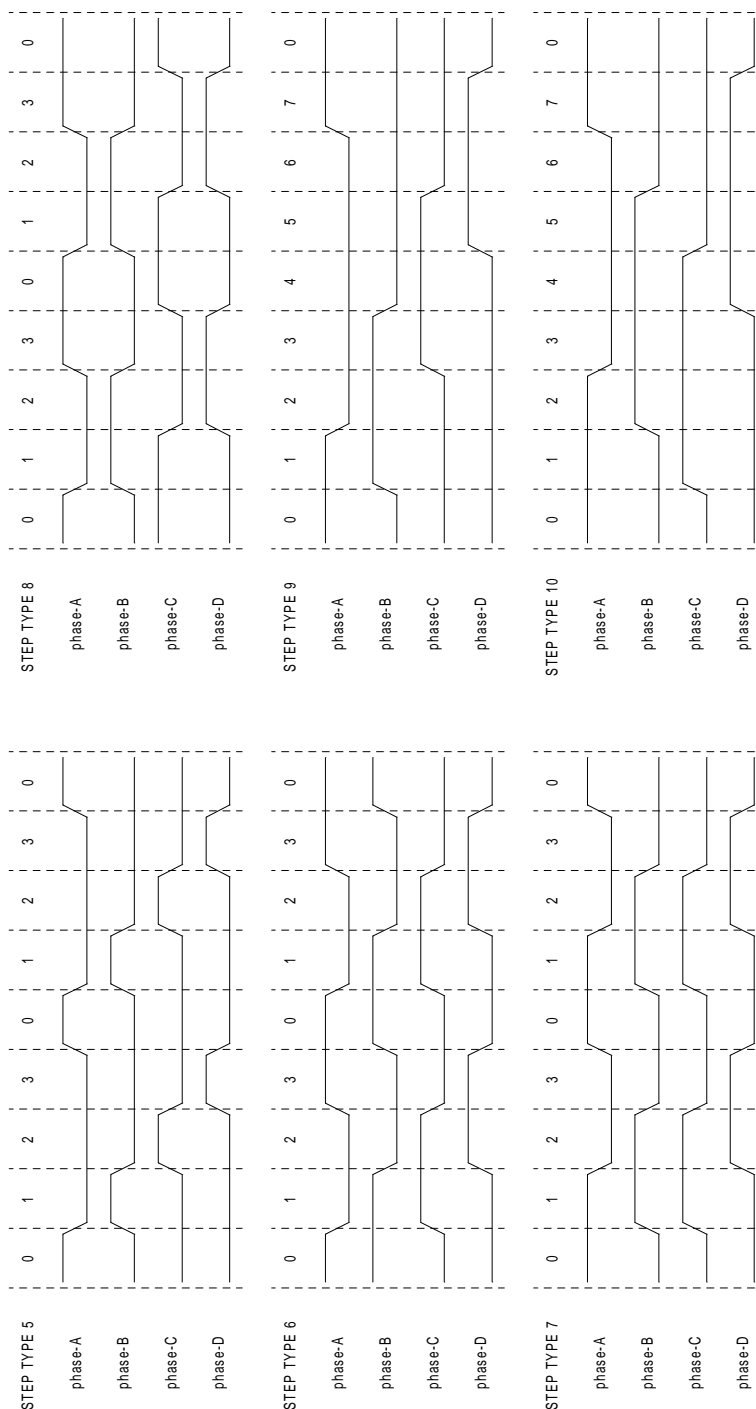 STEP TYPE 5
0 1 2 3 0 1 2 3 0
phase-A
phase-B
phase-C
phase-D
STEP TYPE 6
0 1 2 3 0 1 2 3 0
phase-A
phase-B
phase-C
phase-D
STEP TYPE 7
0 1 2 3 0 1 2 3 0
phase-A
phase-B
phase-C
phase-D
STEP TYPE 8
0 1 2 3 0 1 2 3 0
phase-A
phase-B
phase-C
phase-D
STEP TYPE 9
0 1 2 3 4 5 6 7 0
phase-A
phase-B
phase-C
phase-D
STEP TYPE 10
0 1 2 3 4 5 6 7 0
phase-A
phase-B
phase-C
phase-D